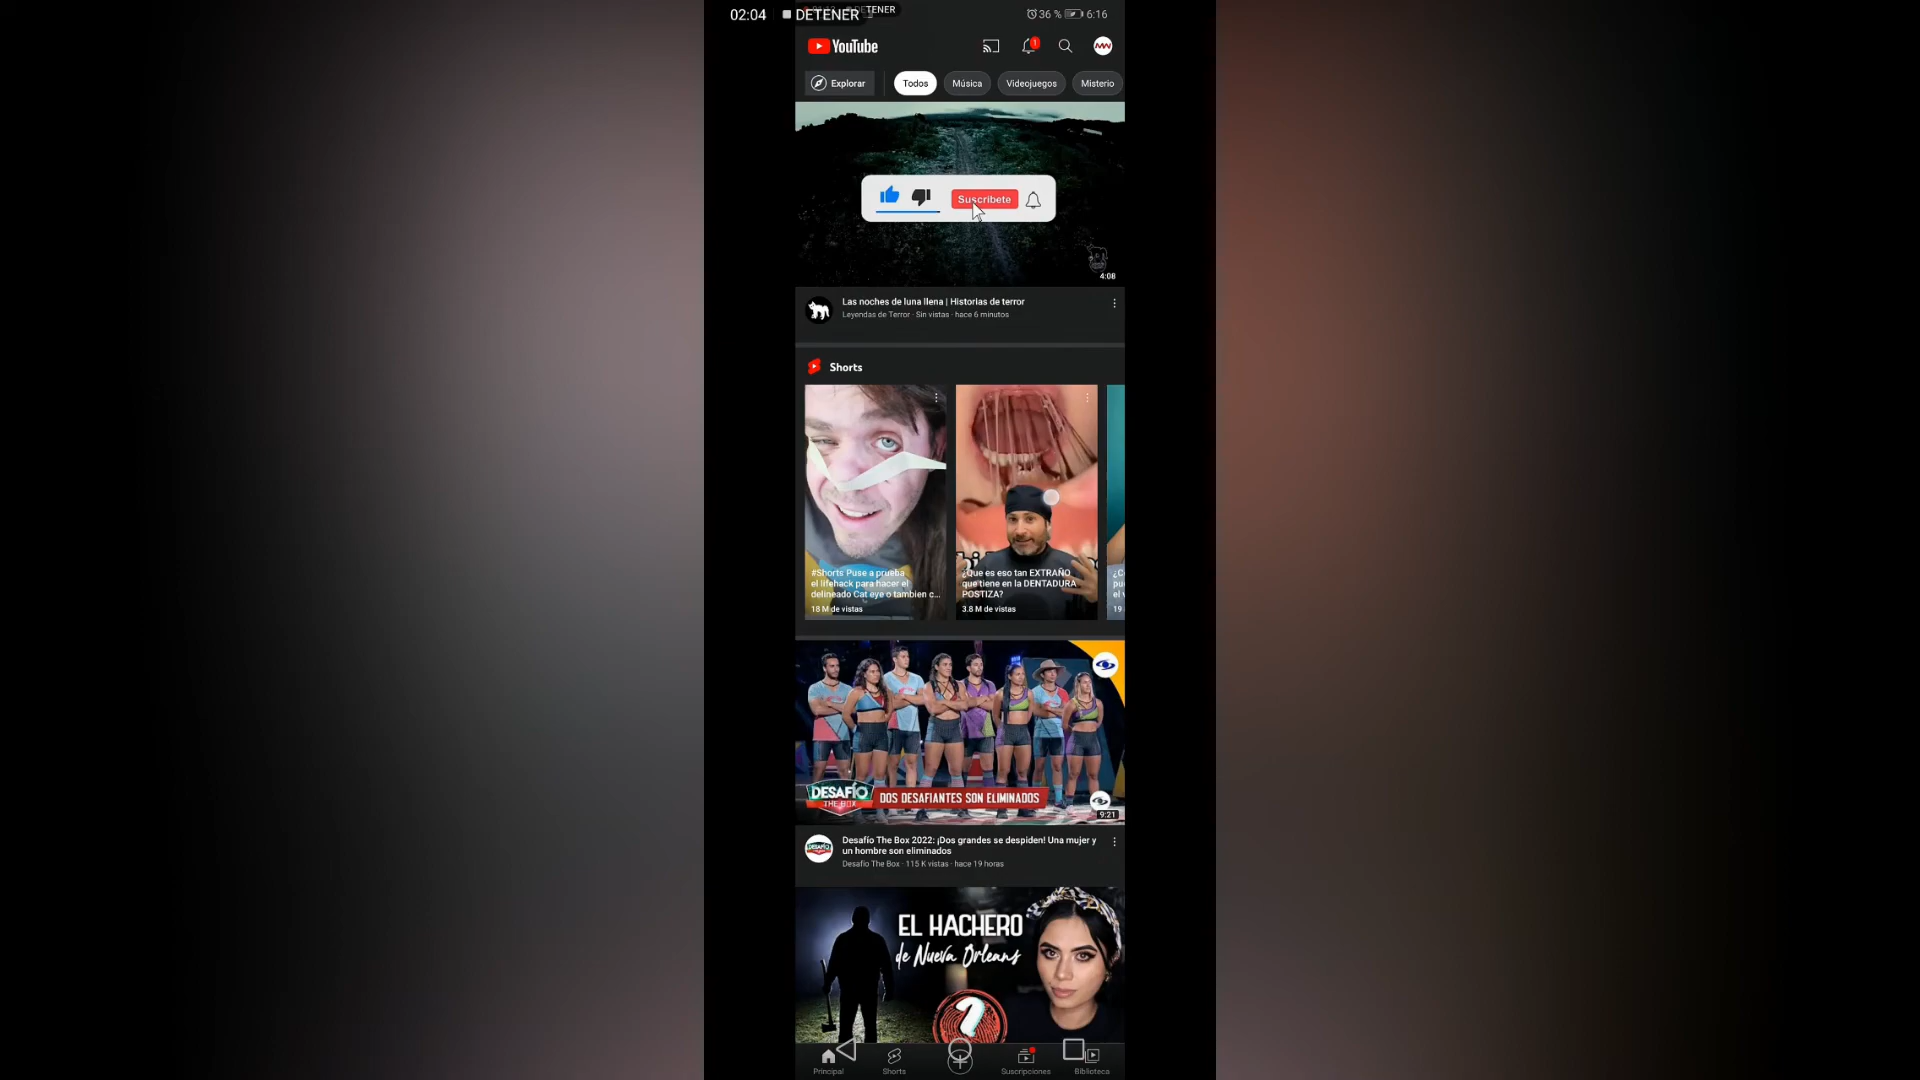 02:04 DETENER
DETENER
36 % 6:16
YouTube
1
Explorar
Todos
Música
Videojuegos
Misterio
Suscríbete
4:08
Las noches de luna llena | Historias de terror
Leyendas de Terror · Sin vistas · hace 6 minutos
Shorts
#Shorts Puse a prueba
el lifehack para hacer el
delineado Cat eye o tambien c...
18 M de vistas
¿Que es eso tan EXTRAÑO
que tiene en la DENTADURA
POSTIZA?
3.8 M de vistas
19
DESAFÍO
THE BOX
DOS DESAFIANTES SON ELIMINADOS
9:21
Desafío The Box 2022: ¡Dos grandes se despiden! Una mujer y
un hombre son eliminados
Desafío The Box · 115 K vistas · hace 19 horas
EL HACHERO
de Nueva Orleans
?
Principal
Shorts
Suscripciones
Biblioteca